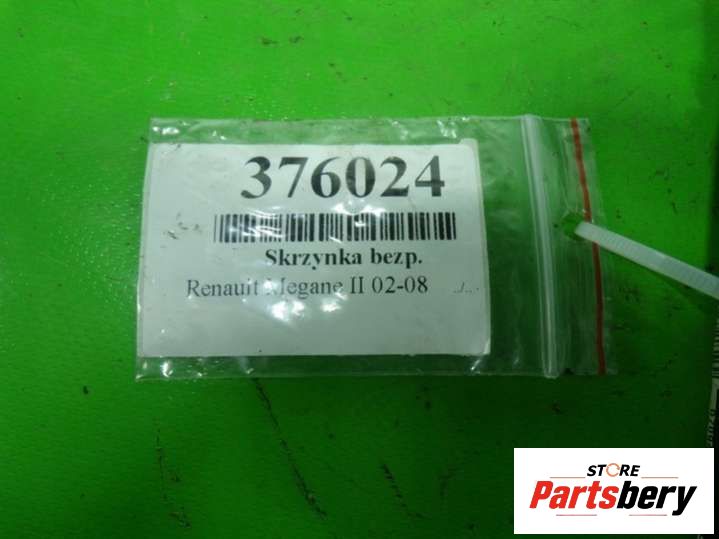 376024
Skrzynka bezp.
Renault Megane II 02-08
STORE
Partsbery